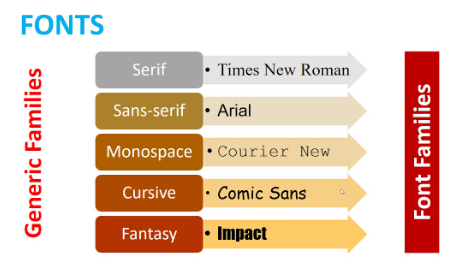 FONTS
Generic Families
Serif
• Times New Roman
Sans-serif
• Arial
Monospace
• Courier New
Cursive
• Comic Sans
Fantasy
• Impact
Font Families